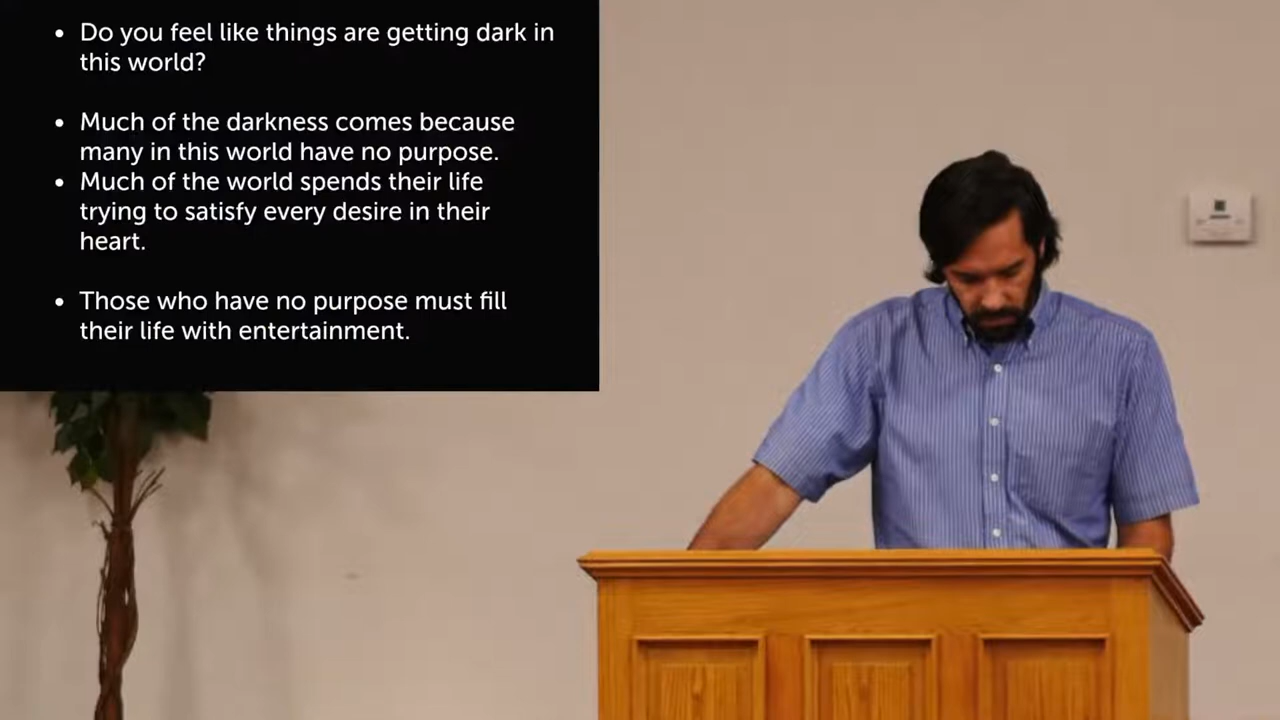 • Do you feel like things are getting dark in
this world?
• Much of the darkness comes because
many in this world have no purpose.
• Much of the world spends their life
trying to satisfy every desire in their
heart.
• Those who have no purpose must fill
their life with entertainment.